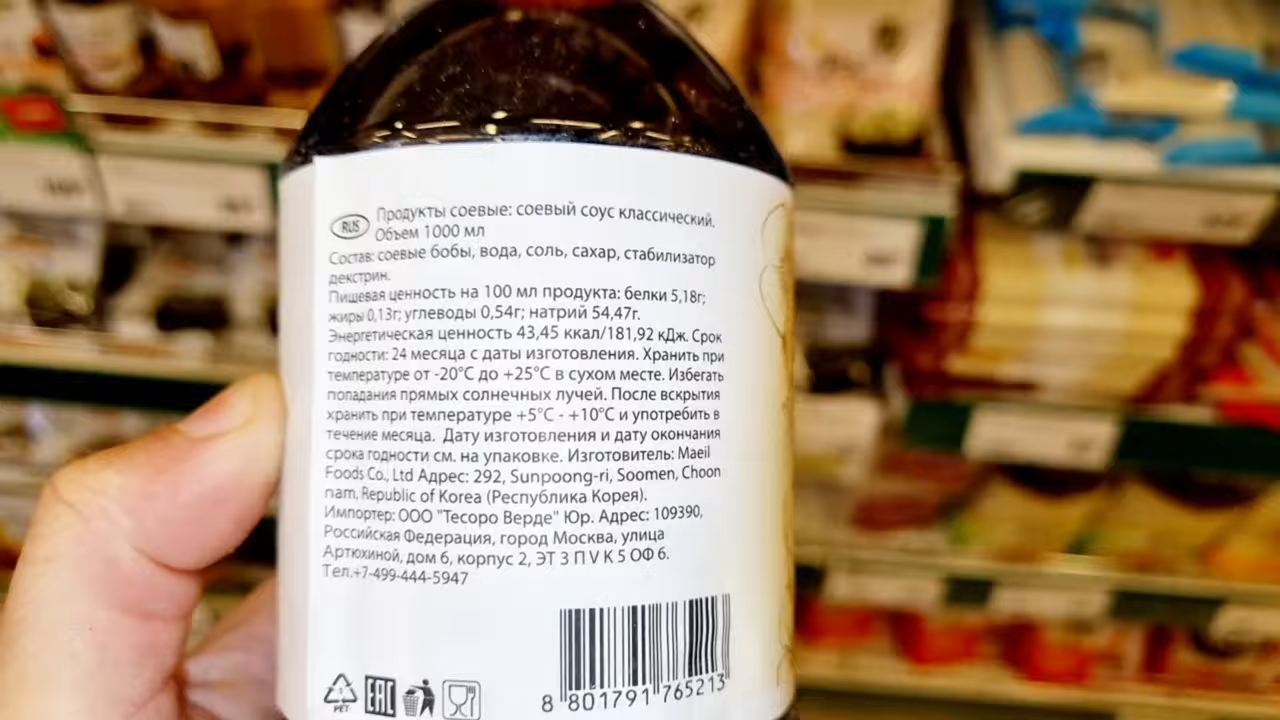 RUS
Продукты соевые: соевый соус классический.
Объем 1000 мл
Состав: соевые бобы, вода, соль, сахар, стабилизатор
декстрин.
Пищевая ценность на 100 мл продукта: белки 5,18г;
жиры 0,13г; углеводы 0,54г; натрий 54,47г.
Энергетическая ценность 43,45 ккал/181,92 кДж. Срок
годности: 24 месяца с даты изготовления. Хранить при
температуре от -20°С до +25°С в сухом месте. Избегать
попадания прямых солнечных лучей. После вскрытия
хранить при температуре +5°С - +10°С и употребить в
течение месяца. Дату изготовления и дату окончания
срока годности см. на упаковке. Изготовитель: Maeil
Foods Co., Ltd Адрес: 292, Sunpoong-ri, Soomen, Choon
nam, Republic of Korea (Республика Корея).
Импортер: ООО "Тесоро Верде" Юр. Адрес: 109390,
Российская Федерация, город Москва, улица
Артюхиной, дом 6, корпус 2, ЭТ 3 П V К 5 ОФ 6.
Тел.+7-499-444-5947
PET
EAC
8 801791 765213